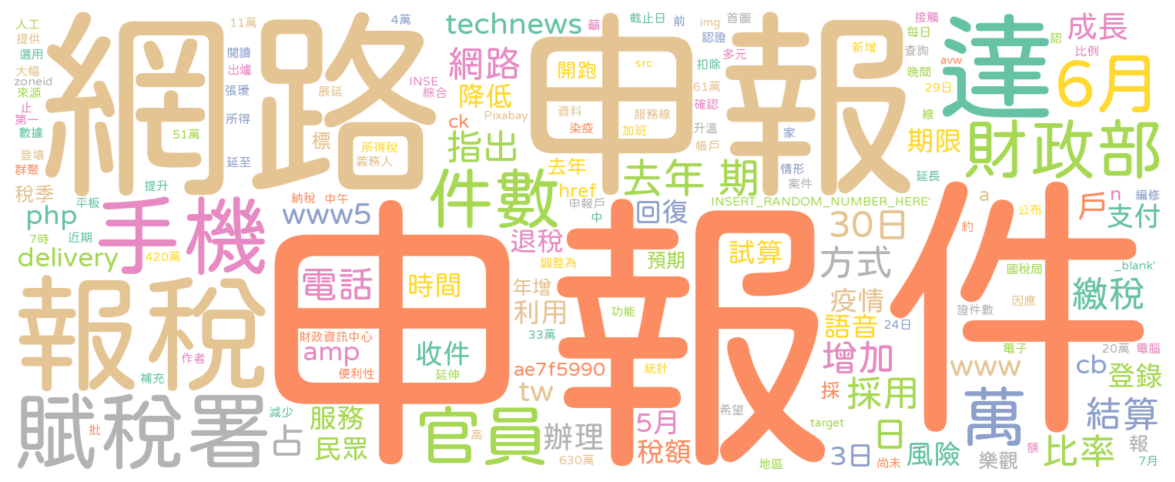 人工 11萬 4萬 technews 籲 截止日 前 img 首圖 接觸 成長
提供 網路申報 認證 多元 每日 認 比例
選用 閱讀 網路 開跑 src 新增 查詢 達 6月
大幅 出爐 INSE 扣除 avw
zoneid 張璦 展延 綜合 降低 61萬 晚間
來源 Pixabay 資料 服務線 確認 29日
止 所得 ck 染疫 加班 升溫 線 期限 財政部
第一 51萬 標 指出 家
數據 所得稅 帳戶
登場 延至 義務人 去年 去年 期 情形 延長
群聚 提升 件數 href 案件 a n 編修
稅季 平板 納稅 中午 申報戶 INSERT_RANDOM_NUMBER_HERE' 戶 支付
php 手機 www5 中 回復 30日 公布
7時 近期 申報件 退稅 試算 約
delivery 420萬 電話 時間 調整為 預期 方式 國稅局 _blank'
報稅 年增 疫情 因應 繳稅
利用 功能 語音 24日 證件數
財政資訊中心 33萬
作者 amp 收件 統計 增加 電子 20萬 電腦
補充 便利性 延伸 ae7f5990 www cb 登錄
tw 採 採用
賦稅署 減少 服務 官員 希望 萬 結算
批 占 5月 target 日
民眾 高 辦理 稅額 3日 尚未 風險 樂觀 額 比率 報
630萬 地區 7月